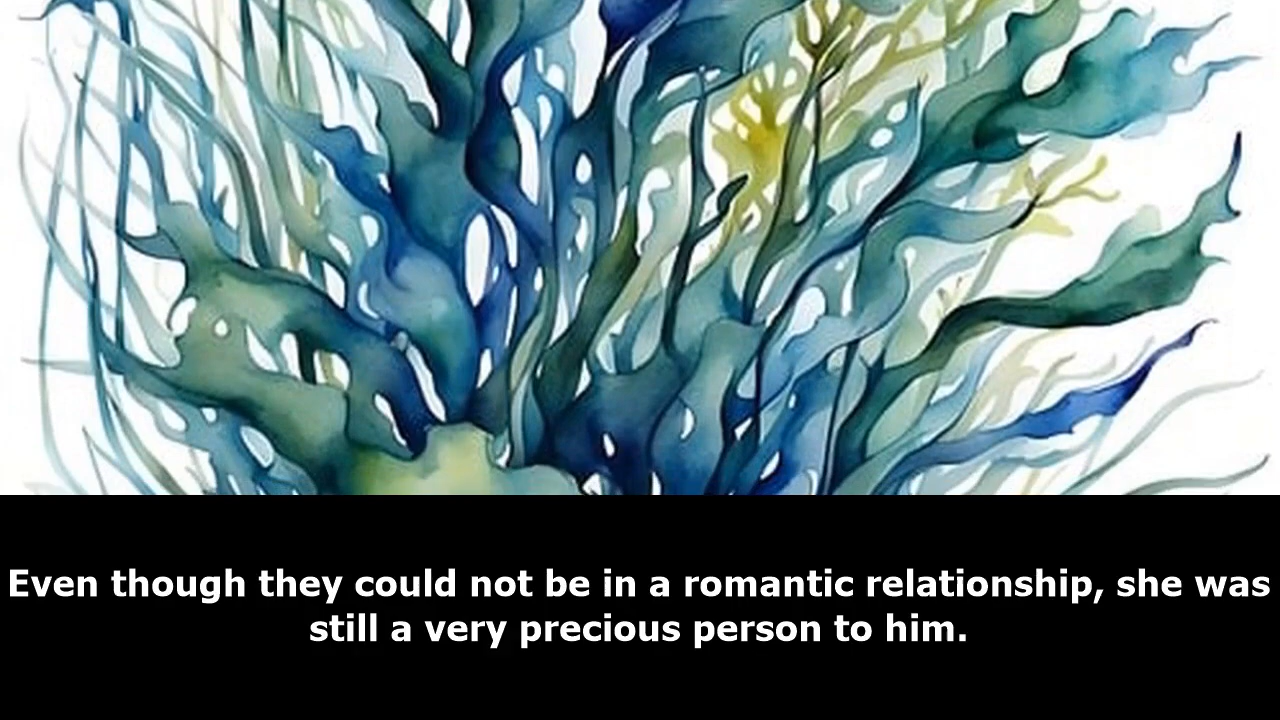 Even though they could not be in a romantic relationship, she was
still a very precious person to him.